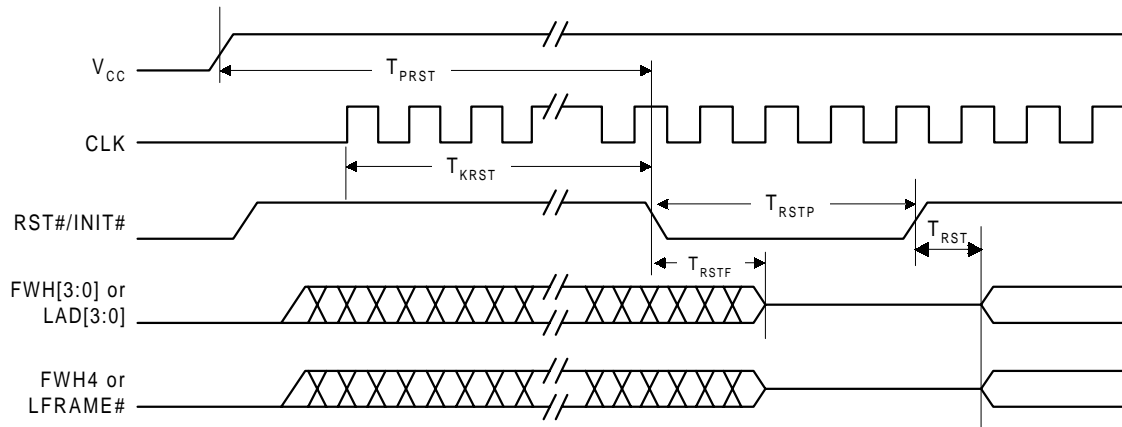 V_CC
T_PRST
CLK
T_KRST
RST#/INIT#
T_RSTP
T_RST
T_RSTF
FWH[3:0] or
LAD[3:0]
FWH4 or
LFRAME#